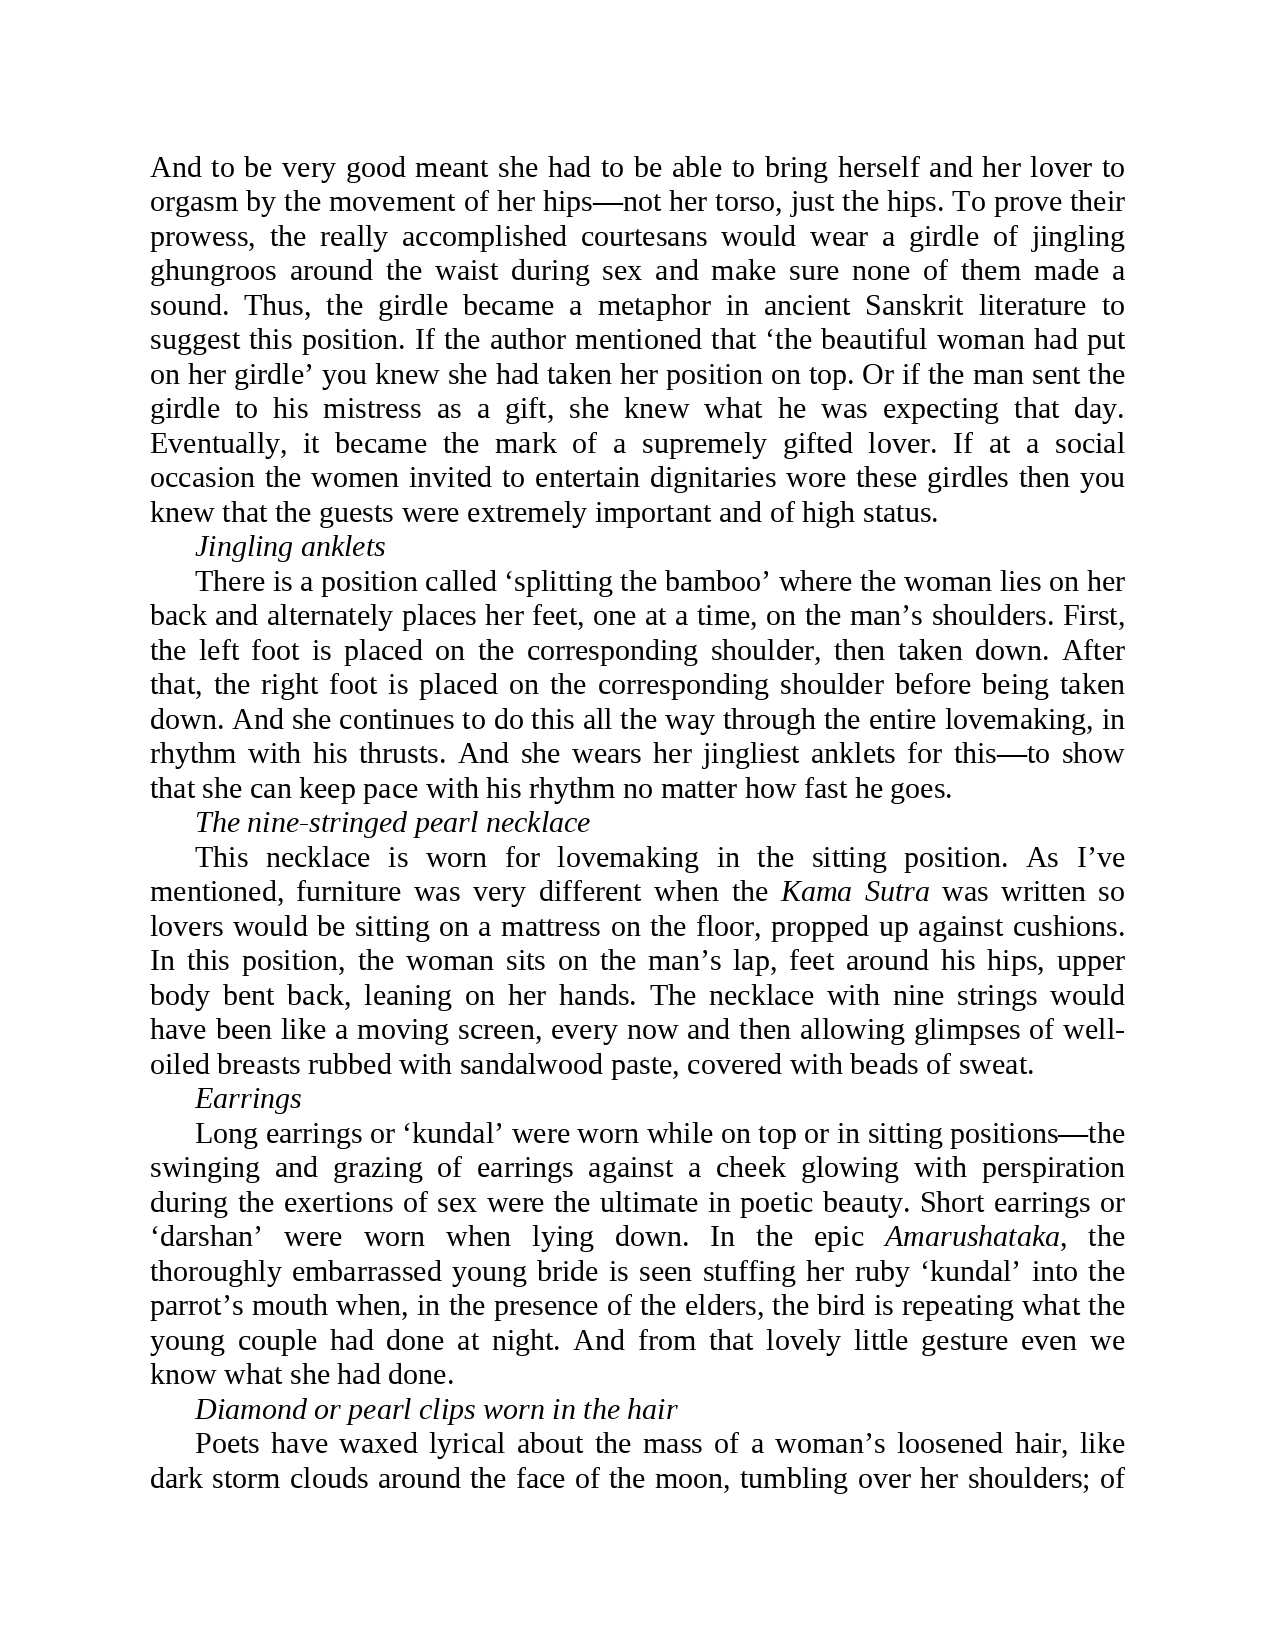 And to be very good meant she had to be able to bring herself and her lover to
orgasm by the movement of her hips—not her torso, just the hips. To prove their
prowess, the really accomplished courtesans would wear a girdle of jingling
ghungroos around the waist during sex and make sure none of them made a
sound. Thus, the girdle became a metaphor in ancient Sanskrit literature to
suggest this position. If the author mentioned that ‘the beautiful woman had put
on her girdle’ you knew she had taken her position on top. Or if the man sent the
girdle to his mistress as a gift, she knew what he was expecting that day.
Eventually, it became the mark of a supremely gifted lover. If at a social
occasion the women invited to entertain dignitaries wore these girdles then you
knew that the guests were extremely important and of high status.
Jingling anklets
There is a position called ‘splitting the bamboo’ where the woman lies on her
back and alternately places her feet, one at a time, on the man’s shoulders. First,
the left foot is placed on the corresponding shoulder, then taken down. After
that, the right foot is placed on the corresponding shoulder before being taken
down. And she continues to do this all the way through the entire lovemaking, in
rhythm with his thrusts. And she wears her jingliest anklets for this—to show
that she can keep pace with his rhythm no matter how fast he goes.
The nine-stringed pearl necklace
This necklace is worn for lovemaking in the sitting position. As I’ve
mentioned, furniture was very different when the Kama Sutra was written so
lovers would be sitting on a mattress on the floor, propped up against cushions.
In this position, the woman sits on the man’s lap, feet around his hips, upper
body bent back, leaning on her hands. The necklace with nine strings would
have been like a moving screen, every now and then allowing glimpses of well-
oiled breasts rubbed with sandalwood paste, covered with beads of sweat.
Earrings
Long earrings or ‘kundal’ were worn while on top or in sitting positions—the
swinging and grazing of earrings against a cheek glowing with perspiration
during the exertions of sex were the ultimate in poetic beauty. Short earrings or
‘darshan’ were worn when lying down. In the epic Amarushataka, the
thoroughly embarrassed young bride is seen stuffing her ruby ‘kundal’ into the
parrot’s mouth when, in the presence of the elders, the bird is repeating what the
young couple had done at night. And from that lovely little gesture even we
know what she had done.
Diamond or pearl clips worn in the hair
Poets have waxed lyrical about the mass of a woman’s loosened hair, like
dark storm clouds around the face of the moon, tumbling over her shoulders; of